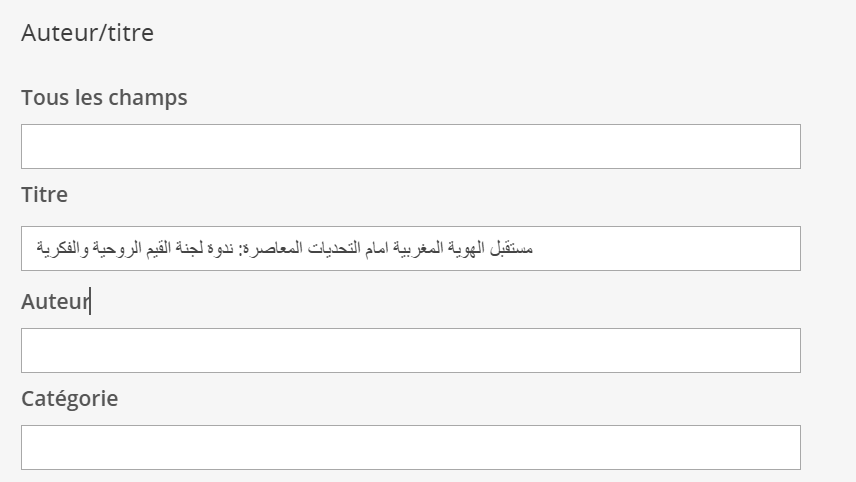 Auteur/titre
Tous les champs
Titre
مستقبل الهوية المغربية امام التحديات المعاصرة: ندوة لجنة القيم الروحية والفكرية
Auteur
Catégorie